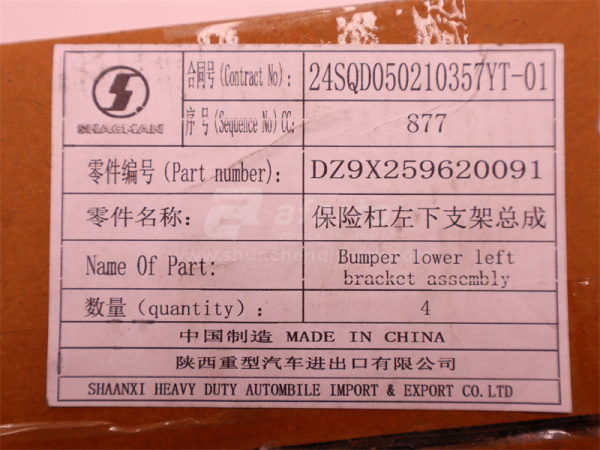 合同号(Contract No): 24SQD050210357YT-01
SHACMAN
序号(Sequence No)CC: 877
零件编号(Part number): DZ9X259620091
零件名称: 保险杠左下支架总成
Name Of Part: Bumper lower left
bracket assembly
数量(quantity): 4
中国制造 MADE IN CHINA
陕西重型汽车进出口有限公司
SHAANXI HEAVY DUTY AUTOMBILE IMPORT & EXPORT CO.LTD